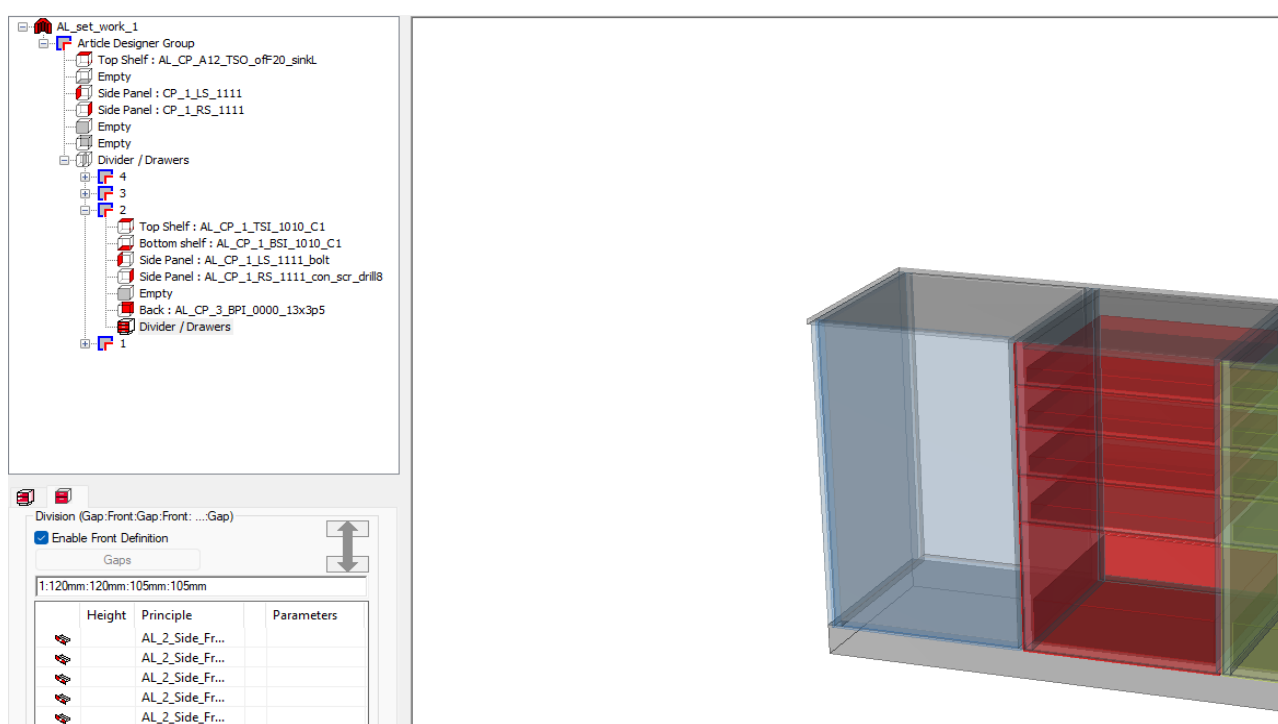 AL_set_work_1
Article Designer Group
Top Shelf : AL_CP_A12_TSO_ofF20_sinkL
Empty
Side Panel : CP_1_LS_1111
Side Panel : CP_1_RS_1111
Empty
Empty
Divider / Drawers
4
3
2
Top Shelf : AL_CP_1_TSI_1010_C1
Bottom shelf : AL_CP_1_BSI_1010_C1
Side Panel : AL_CP_1_LS_1111_bolt
Side Panel : AL_CP_1_RS_1111_con_scr_drill8
Empty
Back : AL_CP_3_BPI_0000_13x3p5
Divider / Drawers
1
Division (Gap:Front:Gap:Front: ...:Gap)
Enable Front Definition
Gaps
1:120mm:120mm:105mm:105mm
Height Principle Parameters
AL_2_Side_Fr...
AL_2_Side_Fr...
AL_2_Side_Fr...
AL_2_Side_Fr...
AL_2_Side_Fr...